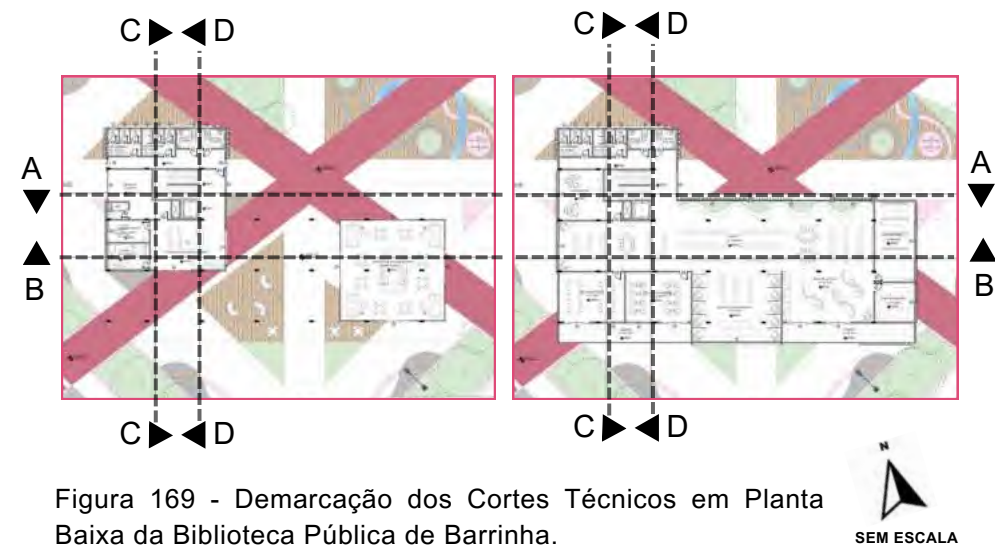 C D C D
A A
B B
C D C D
N
Figura 169 - Demarcação dos Cortes Técnicos em Planta
Baixa da Biblioteca Pública de Barrinha.
SEM ESCALA